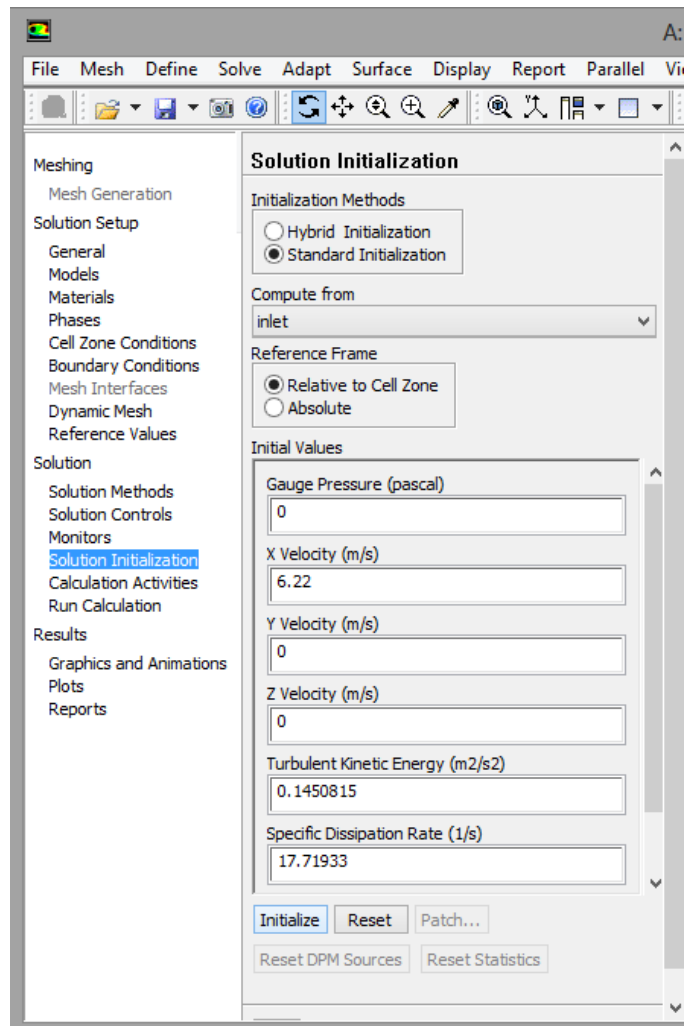 A:
File Mesh Define Solve Adapt Surface Display Report Parallel Vi
Meshing
Mesh Generation
Solution Setup
General
Models
Materials
Phases
Cell Zone Conditions
Boundary Conditions
Mesh Interfaces
Dynamic Mesh
Reference Values
Solution
Solution Methods
Solution Controls
Monitors
Solution Initialization
Calculation Activities
Run Calculation
Results
Graphics and Animations
Plots
Reports
Solution Initialization
Initialization Methods
Hybrid Initialization
Standard Initialization
Compute from
inlet
Reference Frame
Relative to Cell Zone
Absolute
Initial Values
Gauge Pressure (pascal)
0
X Velocity (m/s)
6.22
Y Velocity (m/s)
0
Z Velocity (m/s)
0
Turbulent Kinetic Energy (m2/s2)
0.1450815
Specific Dissipation Rate (1/s)
17.71933
Initialize Reset Patch...
Reset DPM Sources Reset Statistics